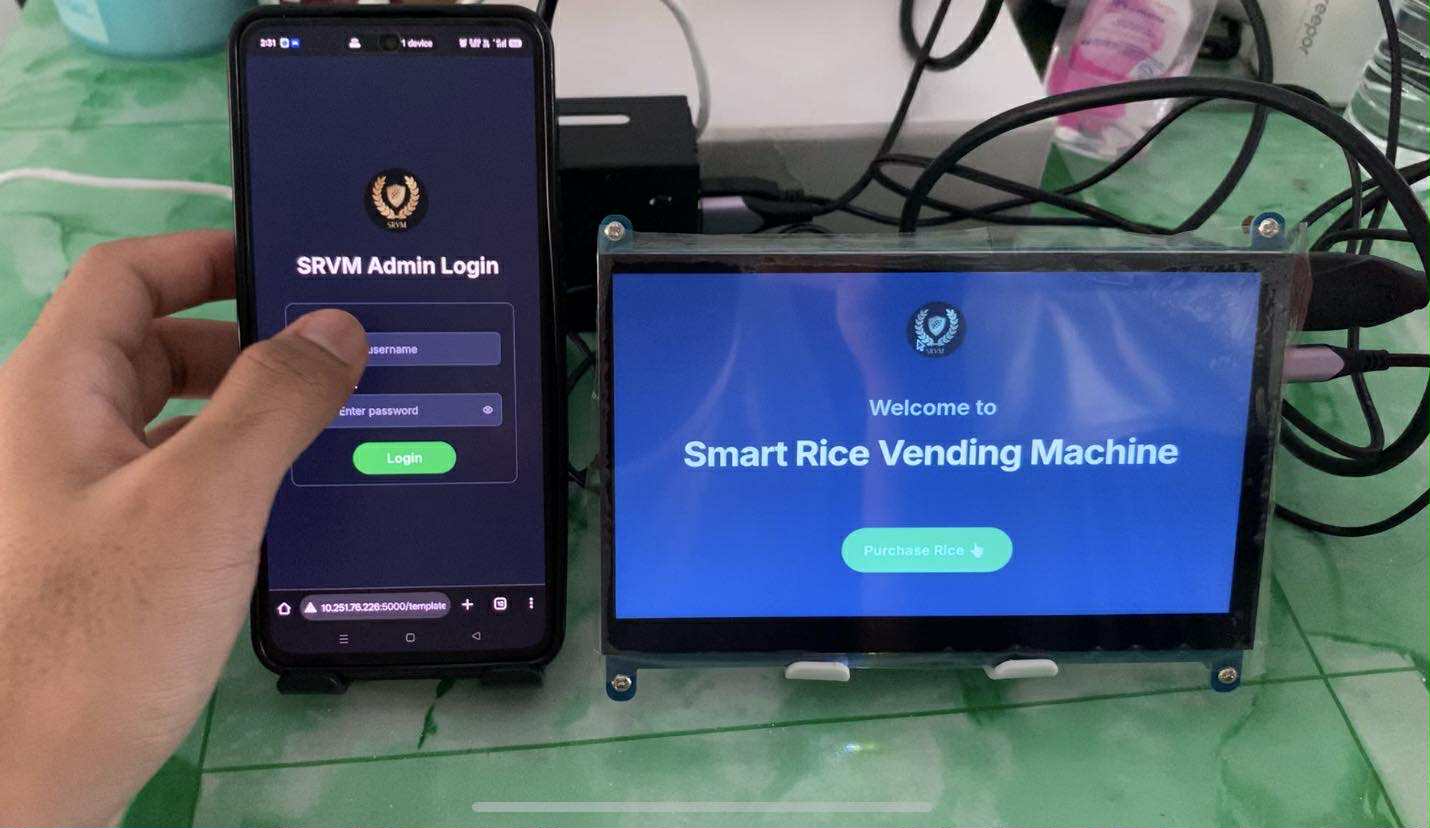 2:31
1 device
SRVM
SRVM Admin Login
username
Enter password
Login
10.251.76.226:5000/template
SRVM
Welcome to
Smart Rice Vending Machine
Purchase Rice